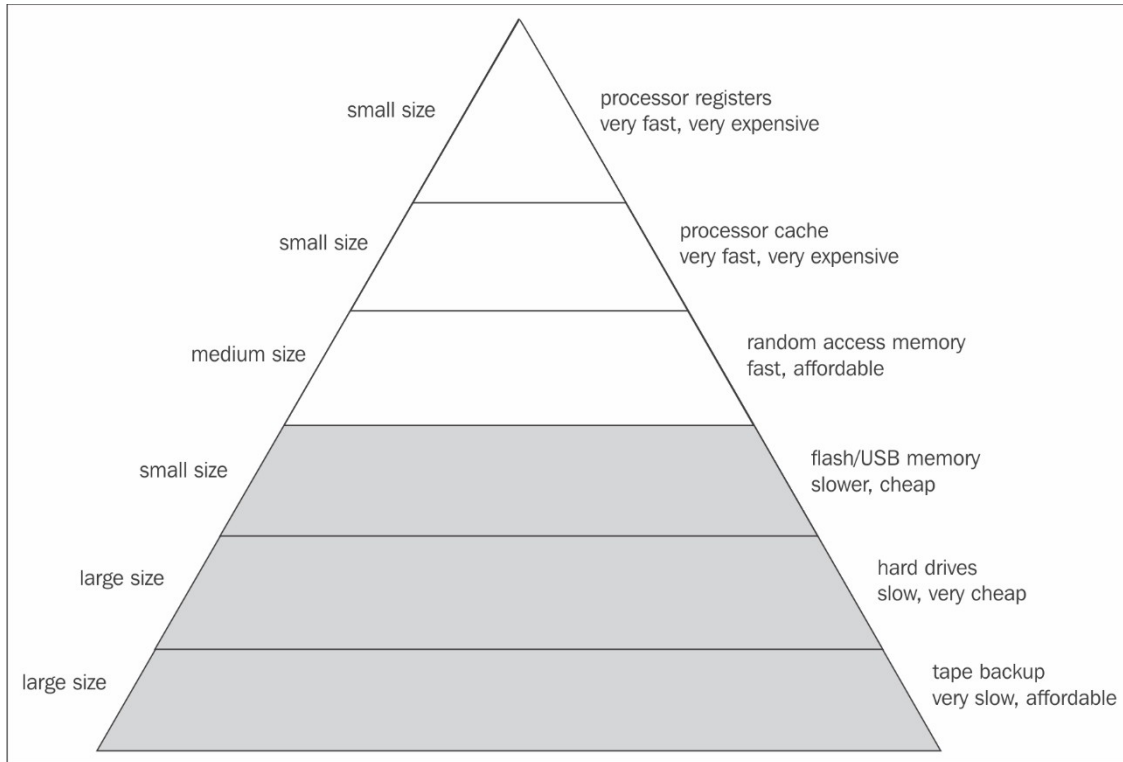 small size
processor registers
very fast, very expensive
small size
processor cache
very fast, very expensive
medium size
random access memory
fast, affordable
small size
flash/USB memory
slower, cheap
large size
hard drives
slow, very cheap
large size
tape backup
very slow, affordable